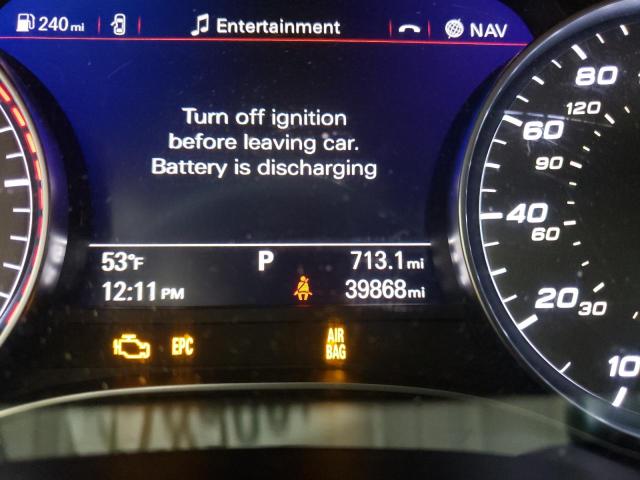 240 mi Entertainment NAV
Turn off ignition
before leaving car.
Battery is discharging
53°F P 713.1 mi
12:11 PM 39868 mi
EPC AIR BAG
80
120
60
90
40
60
20
30
10